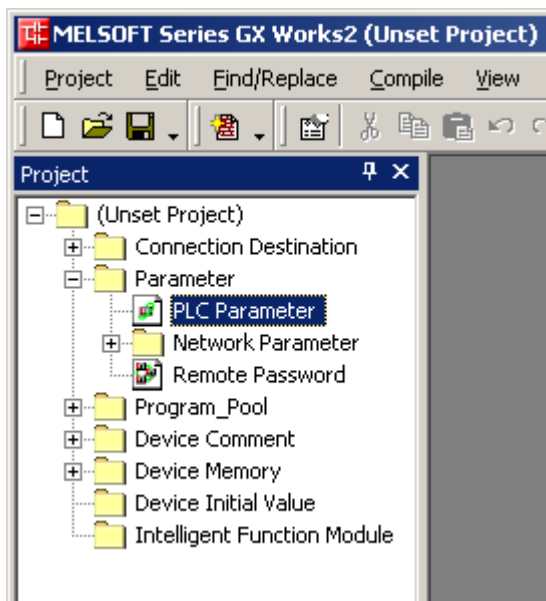 MELSOFT Series GX Works2 (Unset Project)
Project Edit Find/Replace Compile View
Project
(Unset Project)
Connection Destination
Parameter
PLC Parameter
Network Parameter
Remote Password
Program_Pool
Device Comment
Device Memory
Device Initial Value
Intelligent Function Module